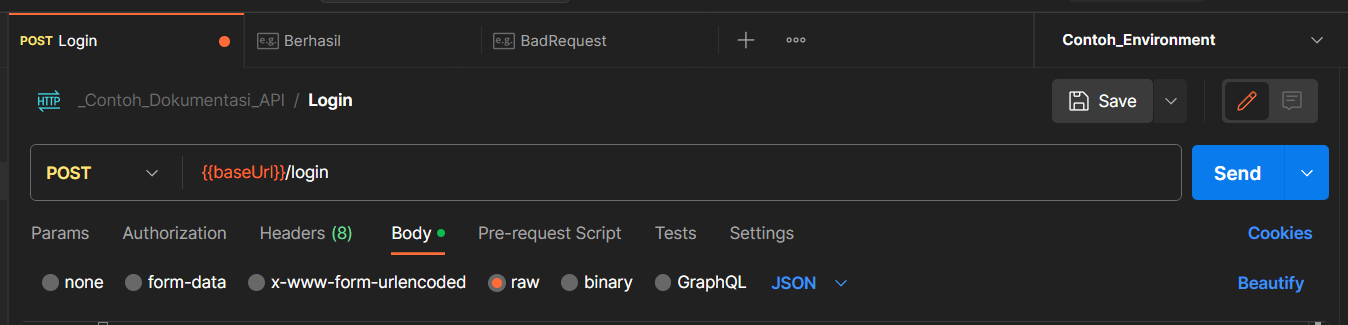 POST Login e.g. Berhasil e.g. BadRequest Contoh_Environment
HTTP _Contoh_Dokumentasi_API / Login Save
POST {{baseUrl}}/login Send
Params Authorization Headers (8) Body Pre-request Script Tests Settings Cookies
none form-data x-www-form-urlencoded raw binary GraphQL JSON Beautify